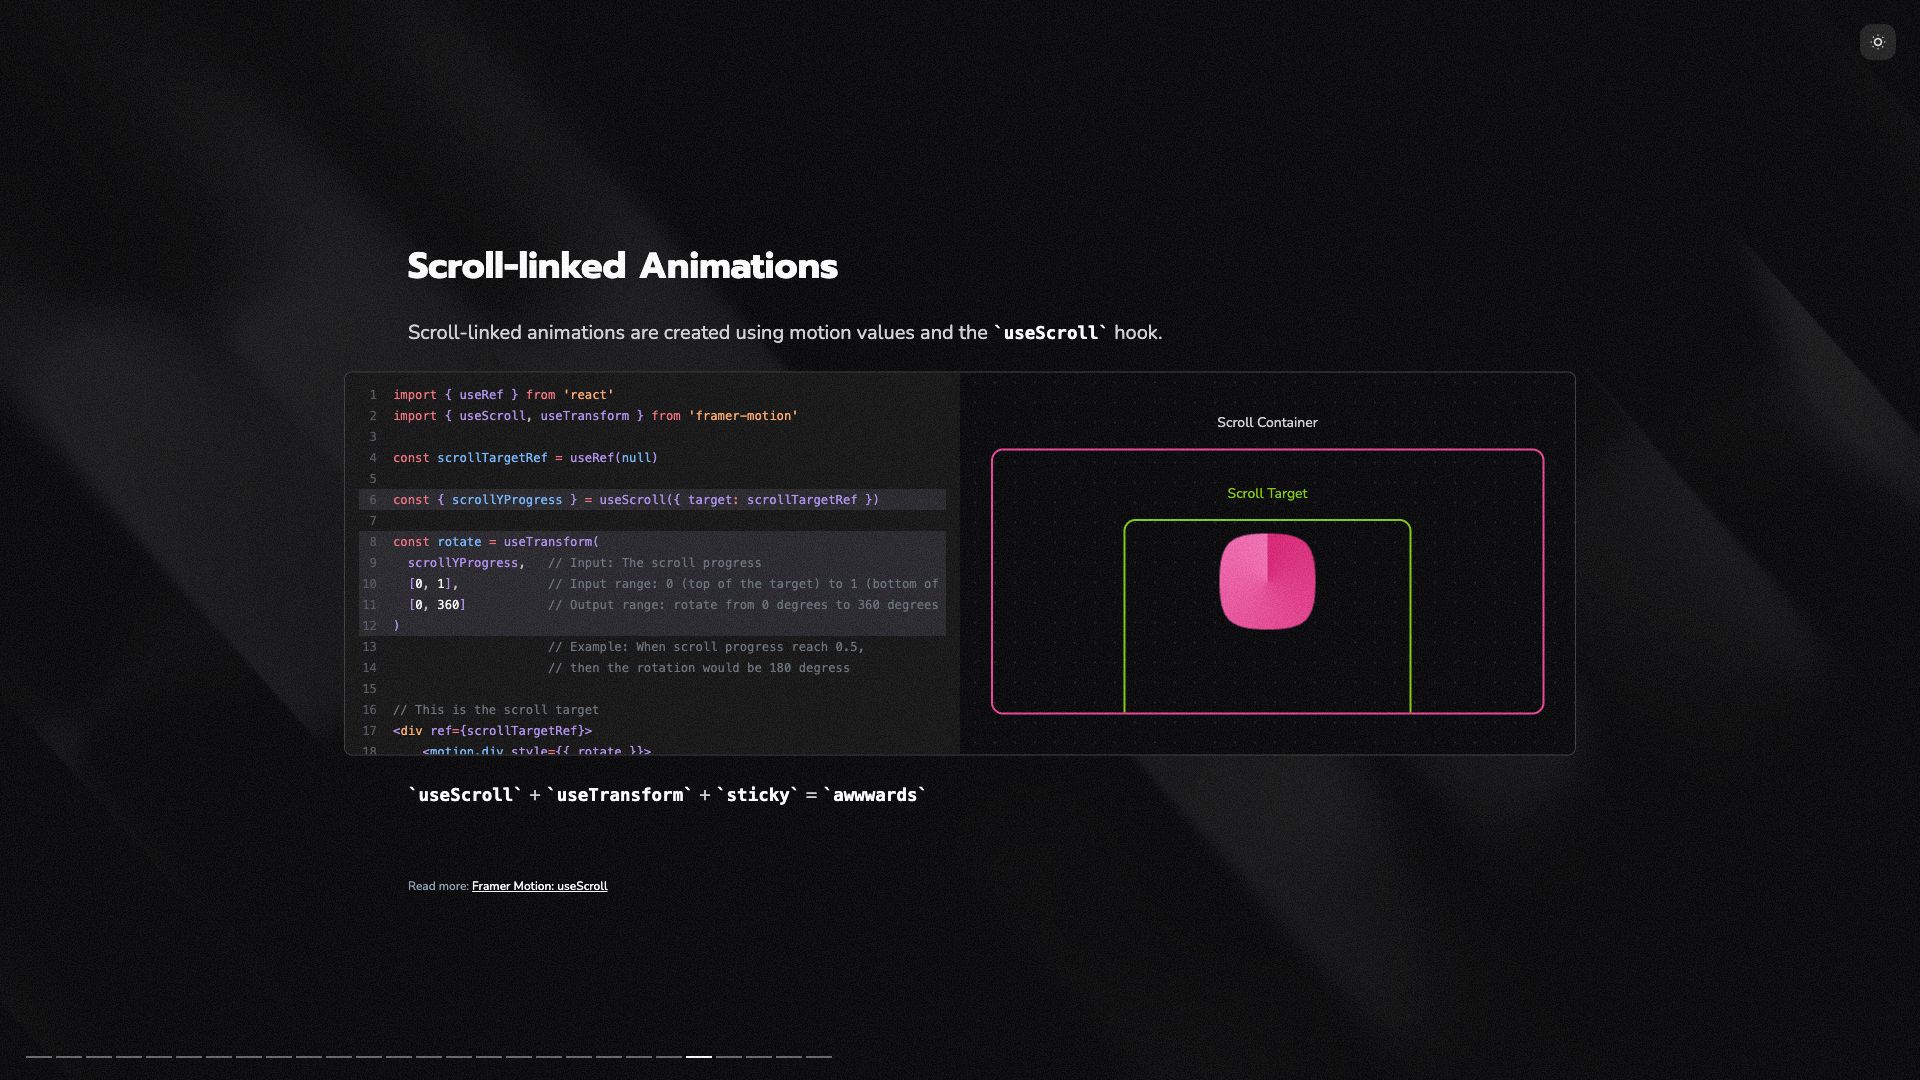 Scroll-linked Animations
Scroll-linked animations are created using motion values and the `useScroll` hook.
1 import { useRef } from 'react'
2 import { useScroll, useTransform } from 'framer-motion'
3
4 const scrollTargetRef = useRef(null)
5
6 const { scrollYProgress } = useScroll({ target: scrollTargetRef })
7
8 const rotate = useTransform(
9 scrollYProgress, // Input: The scroll progress
10 [0, 1], // Input range: 0 (top of the target) to 1 (bottom of
11 [0, 360] // Output range: rotate from 0 degrees to 360 degrees
12 )
13 // Example: When scroll progress reach 0.5,
14 // then the rotation would be 180 degress
15
16 // This is the scroll target
17 <div ref={scrollTargetRef}>
18 <motion.div style={{ rotate }}>
Scroll Container
Scroll Target
`useScroll` + `useTransform` + `sticky` = `awwwards`
Read more: Framer Motion: useScroll